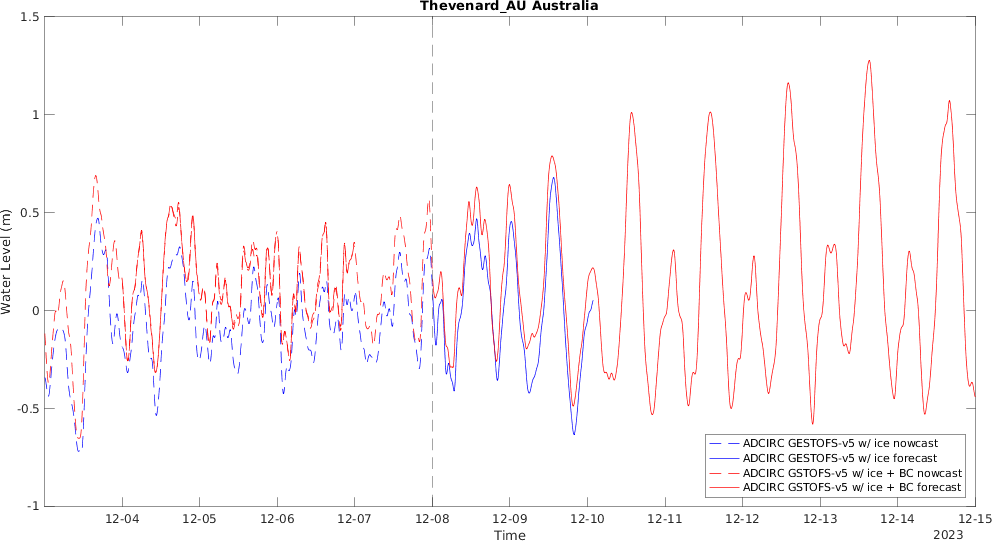 Thevenard_AU Australia
1.5
1
0.5
0
-0.5
-1
Water Level (m)
12-04 12-05 12-06 12-07 12-08 12-09 12-10 12-11 12-12 12-13 12-14 12-15
Time
2023
ADCIRC GESTOFS-v5 w/ ice nowcast
ADCIRC GESTOFS-v5 w/ ice forecast
ADCIRC GSTOFS-v5 w/ ice + BC nowcast
ADCIRC GSTOFS-v5 w/ ice + BC forecast